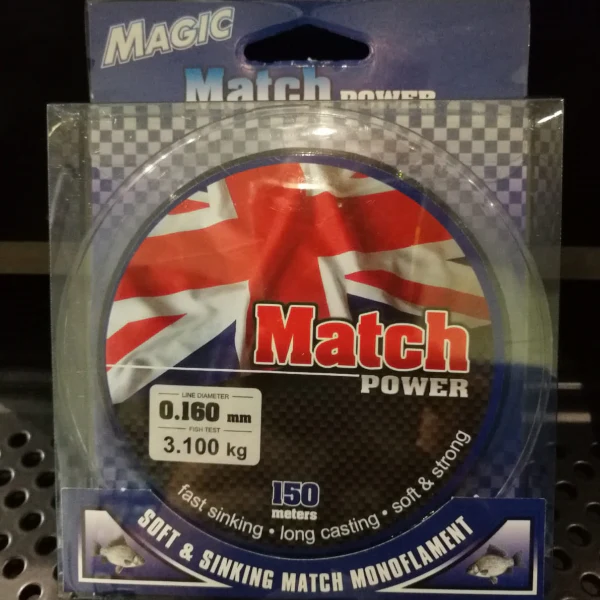 MAGIC
Match POWER
Match
POWER
LINE DIAMETER
0.160 mm
FISH TEST
3.100 kg
150
meters
fast sinking • long casting • soft & strong
SOFT & SINKING MATCH MONOFLAMENT